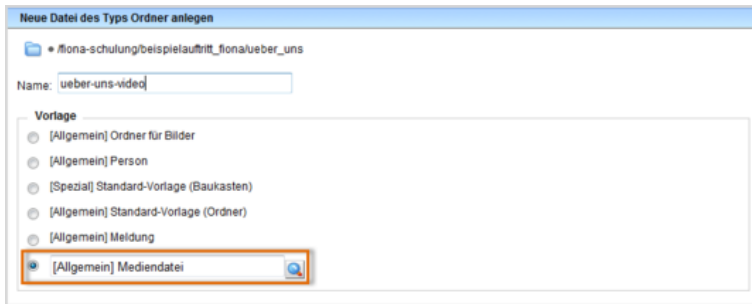 Neue Datei des Typs Ordner anlegen
/fiona-schulung/beispielauftritt_fiona/ueber_uns
Name: ueber-uns-video
Vorlage
[Allgemein] Ordner für Bilder
[Allgemein] Person
[Spezial] Standard-Vorlage (Baukasten)
[Allgemein] Standard-Vorlage (Ordner)
[Allgemein] Meldung
[Allgemein] Mediendatei